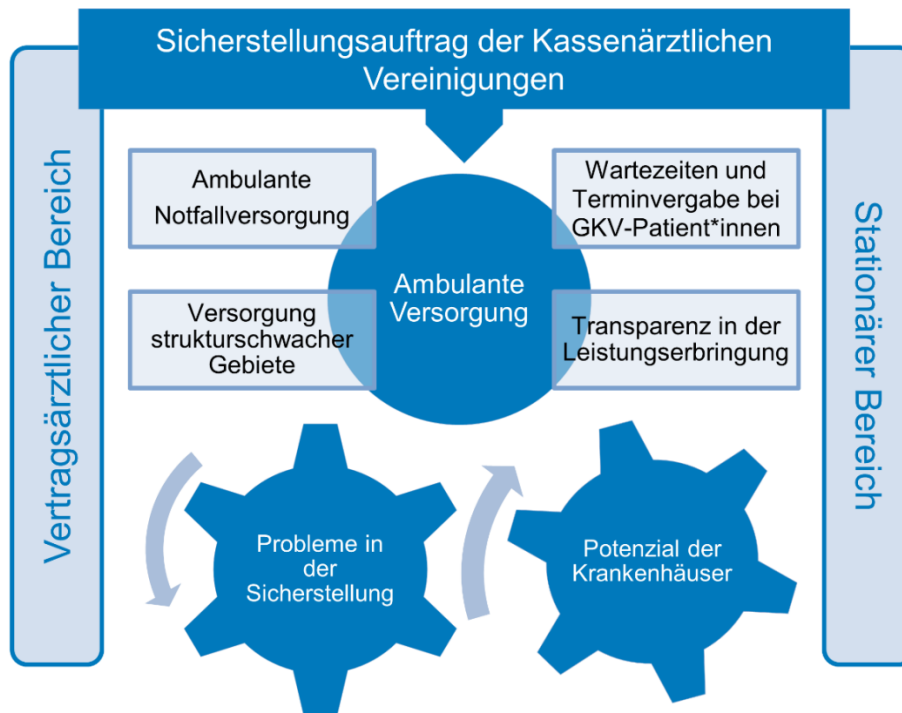 Sicherstellungsauftrag der Kassenärztlichen
Vereinigungen
Vertragsärztlicher Bereich
Ambulante
Notfallversorgung
Wartezeiten und
Terminvergabe bei
GKV-Patient*innen
Ambulante
Versorgung
Versorgung
strukturschwacher
Gebiete
Transparenz in der
Leistungserbringung
Stationärer Bereich
Probleme in
der
Sicherstellung
Potenzial der
Krankenhäuser